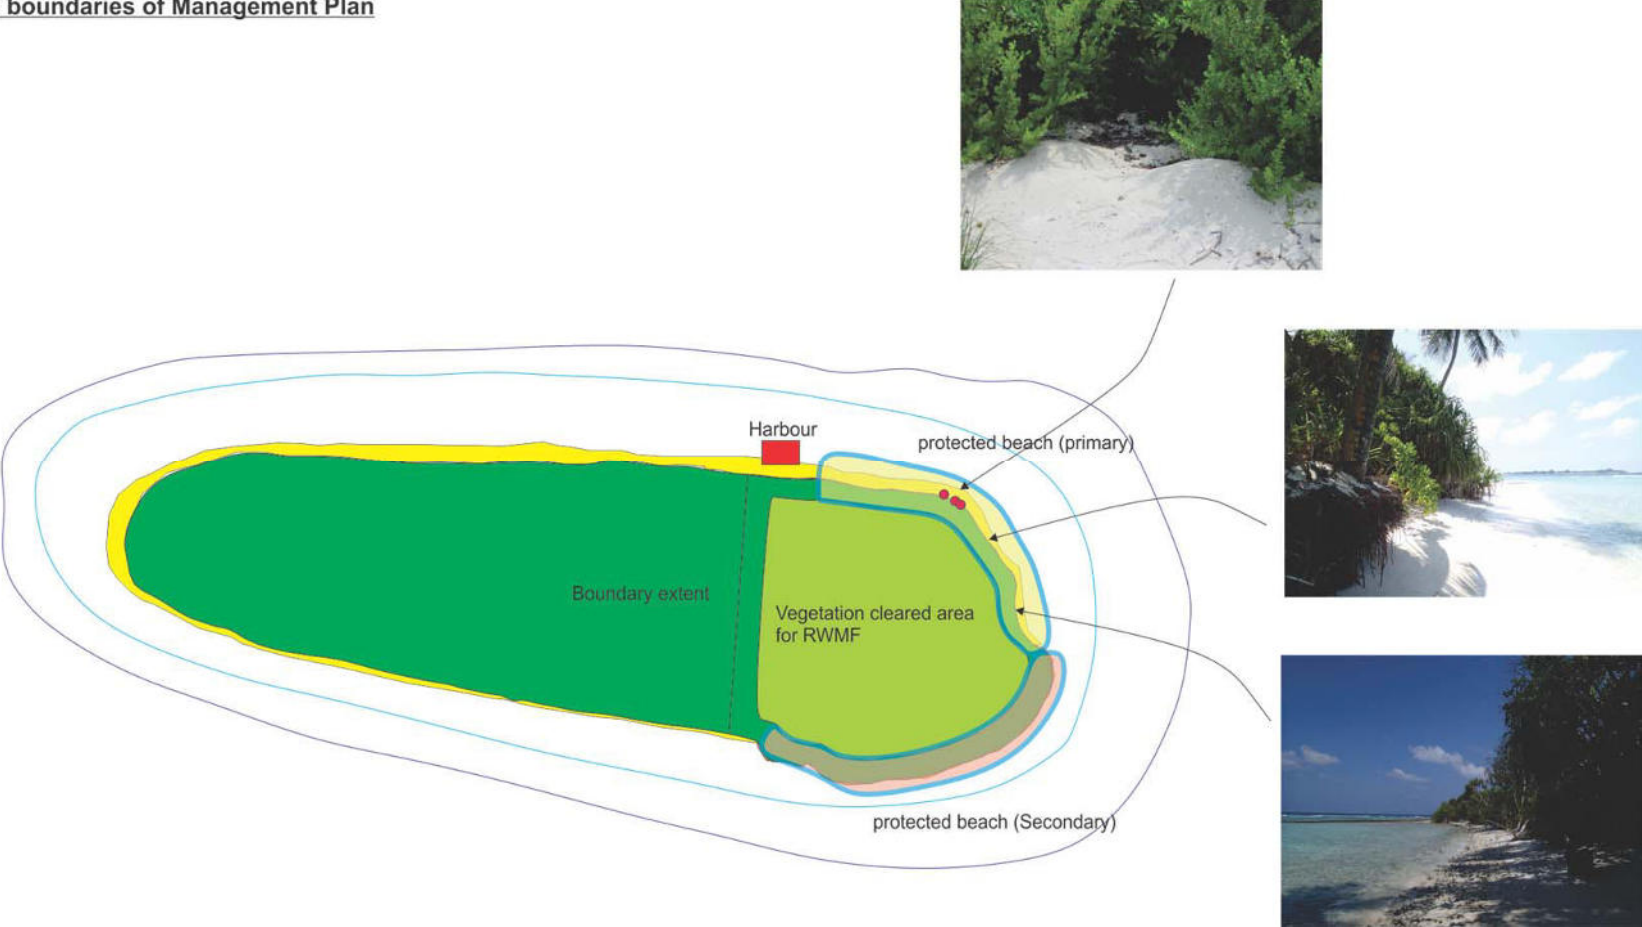 boundaries of Management Plan
Harbour
protected beach (primary)
Boundary extent
Vegetation cleared area
for RWMF
protected beach (Secondary)